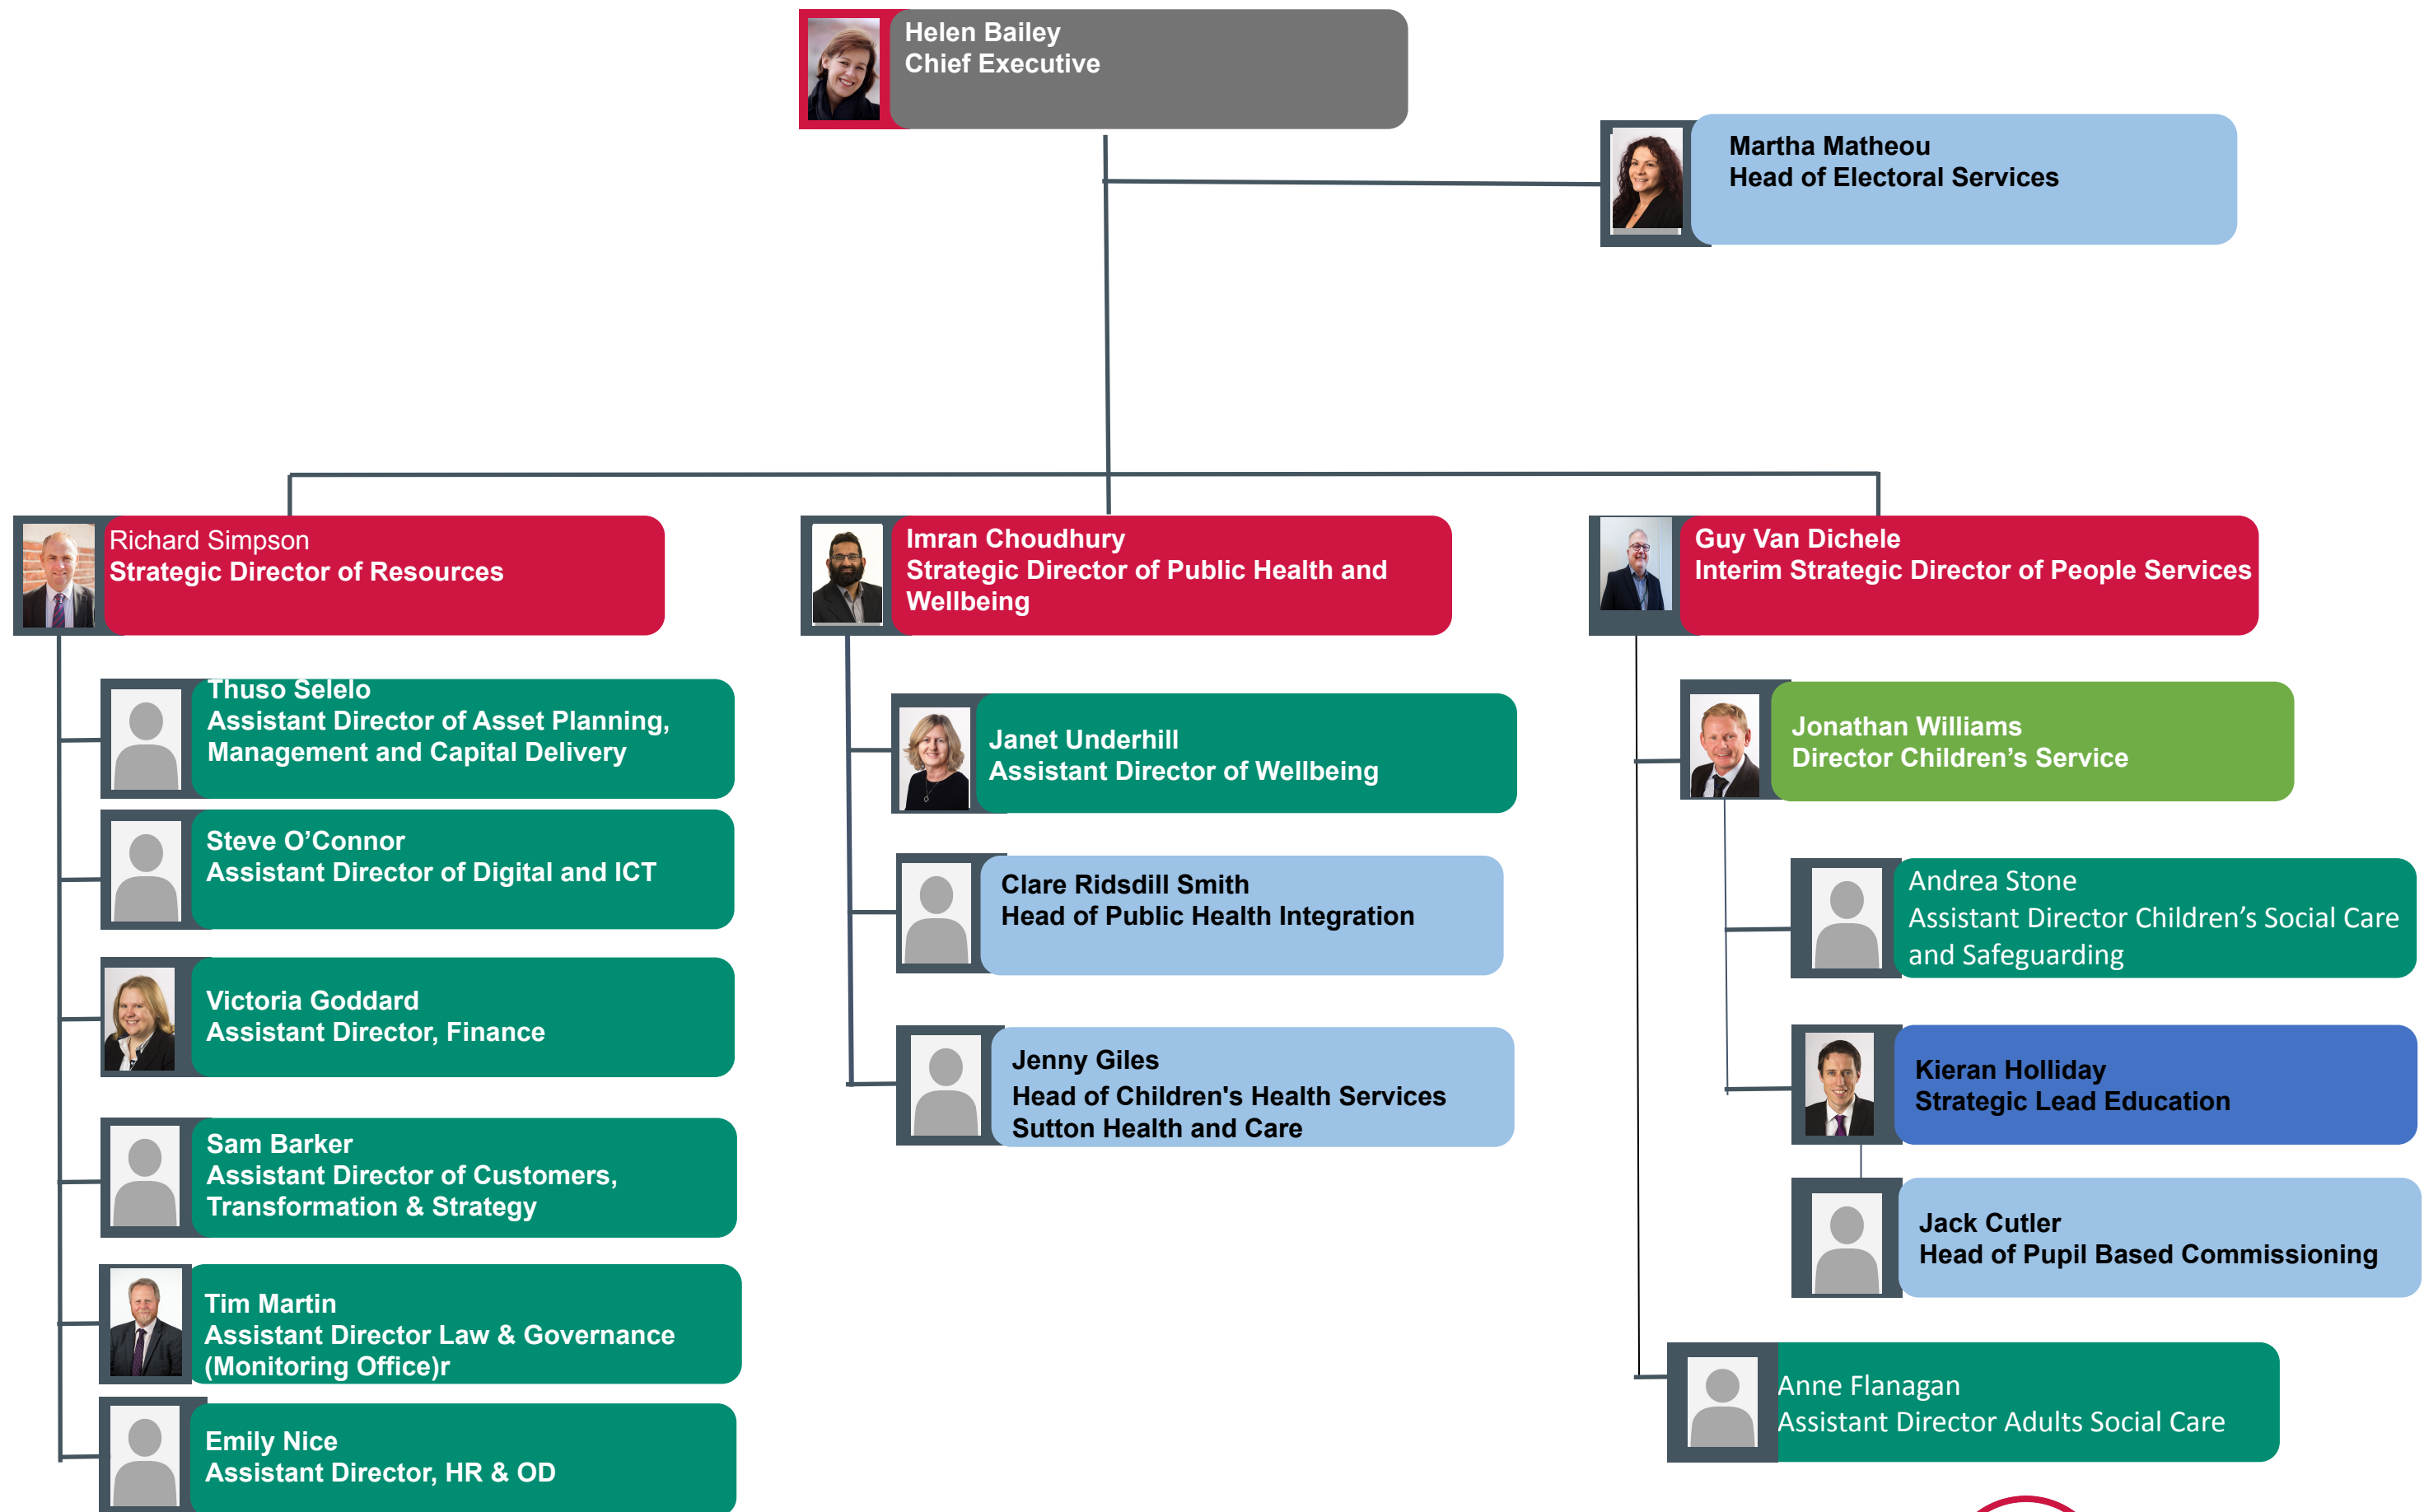 Helen Bailey
Chief Executive
Martha Matheou
Head of Electoral Services
Richard Simpson
Strategic Director of Resources
Thuso Selelo
Assistant Director of Asset Planning,
Management and Capital Delivery
Steve O’Connor
Assistant Director of Digital and ICT
Victoria Goddard
Assistant Director, Finance
Sam Barker
Assistant Director of Customers,
Transformation & Strategy
Tim Martin
Assistant Director Law & Governance
(Monitoring Office)r
Emily Nice
Assistant Director, HR & OD
Imran Choudhury
Strategic Director of Public Health and
Wellbeing
Janet Underhill
Assistant Director of Wellbeing
Clare Ridsdill Smith
Head of Public Health Integration
Jenny Giles
Head of Children's Health Services
Sutton Health and Care
Guy Van Dichele
Interim Strategic Director of People Services
Jonathan Williams
Director Children’s Service
Andrea Stone
Assistant Director Children’s Social Care
and Safeguarding
Kieran Holliday
Strategic Lead Education
Jack Cutler
Head of Pupil Based Commissioning
Anne Flanagan
Assistant Director Adults Social Care